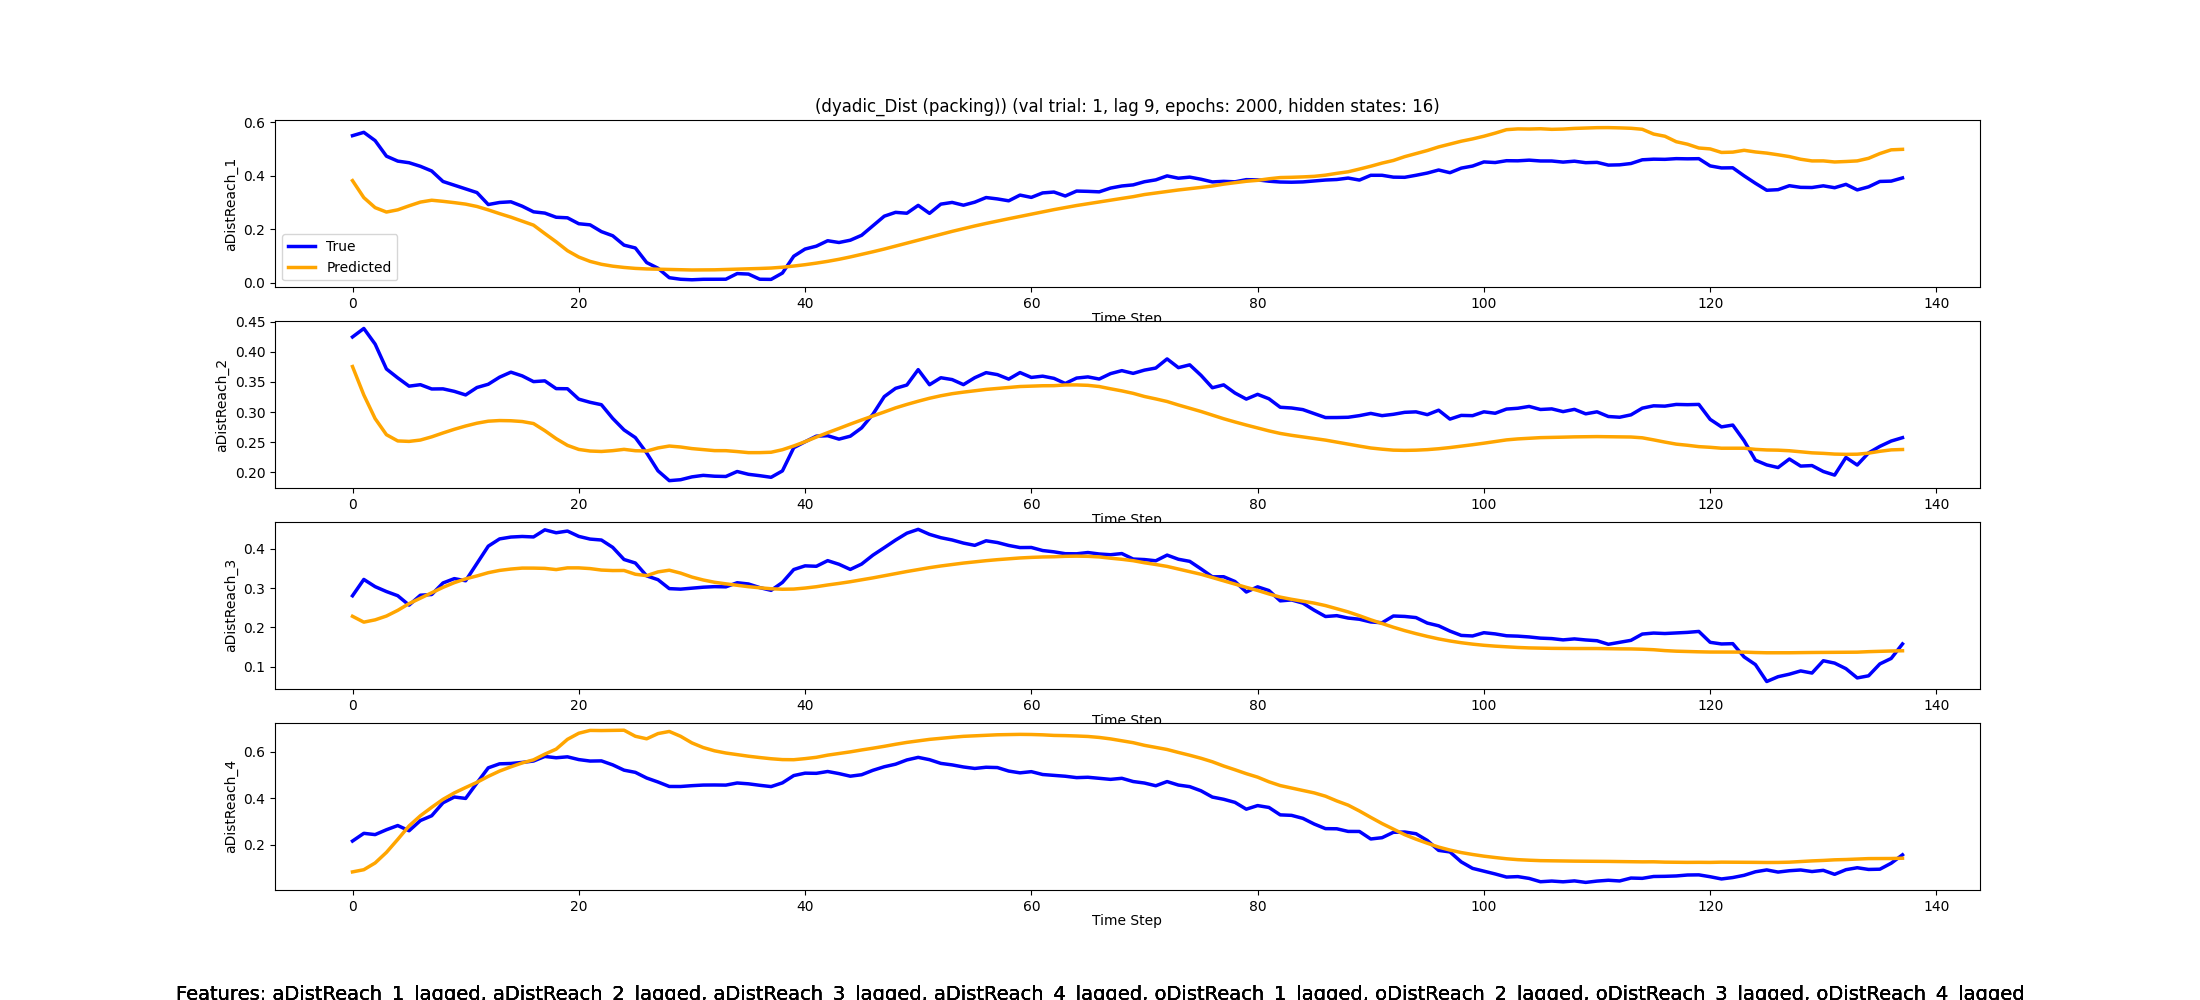 (dyadic_Dist (packing)) (val trial: 1, lag 9, epochs: 2000, hidden states: 16)
aDistReach_1
0.6
0.4
0.2
0.0
True
Predicted
0 20 40 60 80 100 120 140
Time Step
aDistReach_2
0.45
0.40
0.35
0.30
0.25
0.20
0 20 40 60 80 100 120 140
Time Step
aDistReach_3
0.4
0.3
0.2
0.1
0 20 40 60 80 100 120 140
Time Step
aDistReach_4
0.6
0.4
0.2
0 20 40 60 80 100 120 140
Time Step
Features: aDistReach_1_lagged, aDistReach_2_lagged, aDistReach_3_lagged, aDistReach_4_lagged, oDistReach_1_lagged, oDistReach_2_lagged, oDistReach_3_lagged, oDistReach_4_lagged